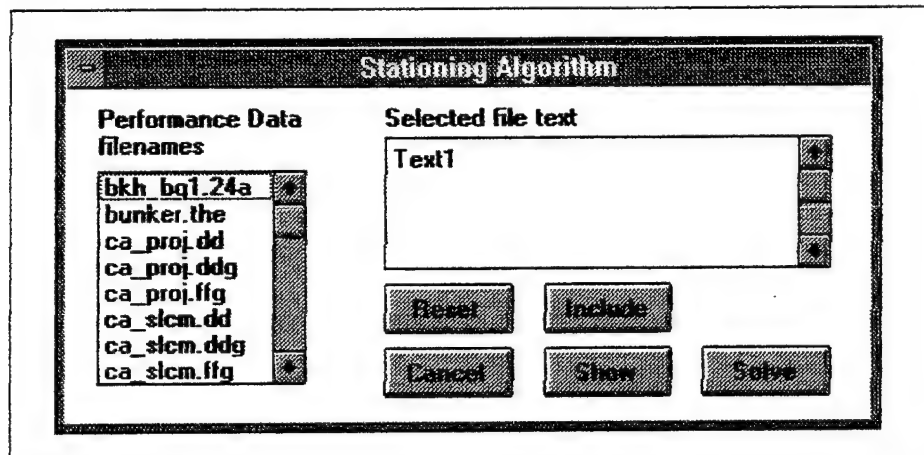 Stationing Algorithm
Performance Data
filenames
bkh_bq1.24a
bunker.the
ca_proj.dd
ca_proj.ddg
ca_proj.ffg
ca_slcm.dd
ca_slcm.ddg
ca_slcm.ffg
Selected file text
Text1
Reset
Include
Cancel
Show
Solve